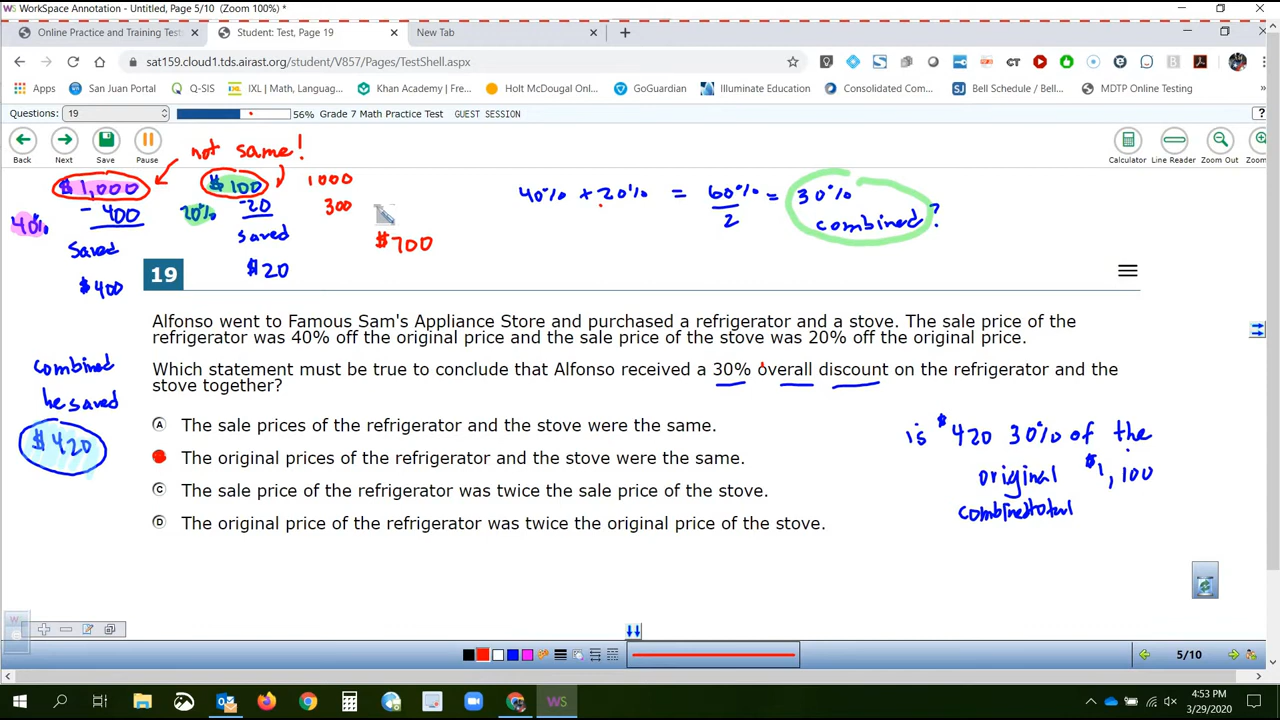 WS WorkSpace Annotation - Untitled, Page 5/10 (Zoom 100%) *
Online Practice and Training Test
Student: Test, Page 19
New Tab
sat159.cloud1.tds.airast.org/student/V857/Pages/TestShell.aspx
Apps San Juan Portal Q-SIS IXL | Math, Languag... Khan Academy | Fre... Holt McDougal Onl... GoGuardian Illuminate Education Consolidated Com... Bell Schedule / Bell... MDTP Online Testing
Questions: 19 56% Grade 7 Math Practice Test GUEST SESSION
Back Next Save Pause Calculator Line Reader Zoom Out Zoom
not same!
$1,000 $100 1000
40% - 400 20% -20 300
saved saved $700
$400 $20
40% + 20% = 60%/2 = 30% combined?
19
Alfonso went to Famous Sam's Appliance Store and purchased a refrigerator and a stove. The sale price of the
refrigerator was 40% off the original price and the sale price of the stove was 20% off the original price.
Which statement must be true to conclude that Alfonso received a 30% overall discount on the refrigerator and the
stove together?
combined
he saved
$420
A The sale prices of the refrigerator and the stove were the same.
The original prices of the refrigerator and the stove were the same.
C The sale price of the refrigerator was twice the sale price of the stove.
D The original price of the refrigerator was twice the original price of the stove.
is $420 30% of the
original $1,100
combined total
5/10
WS
4:53 PM
3/29/2020